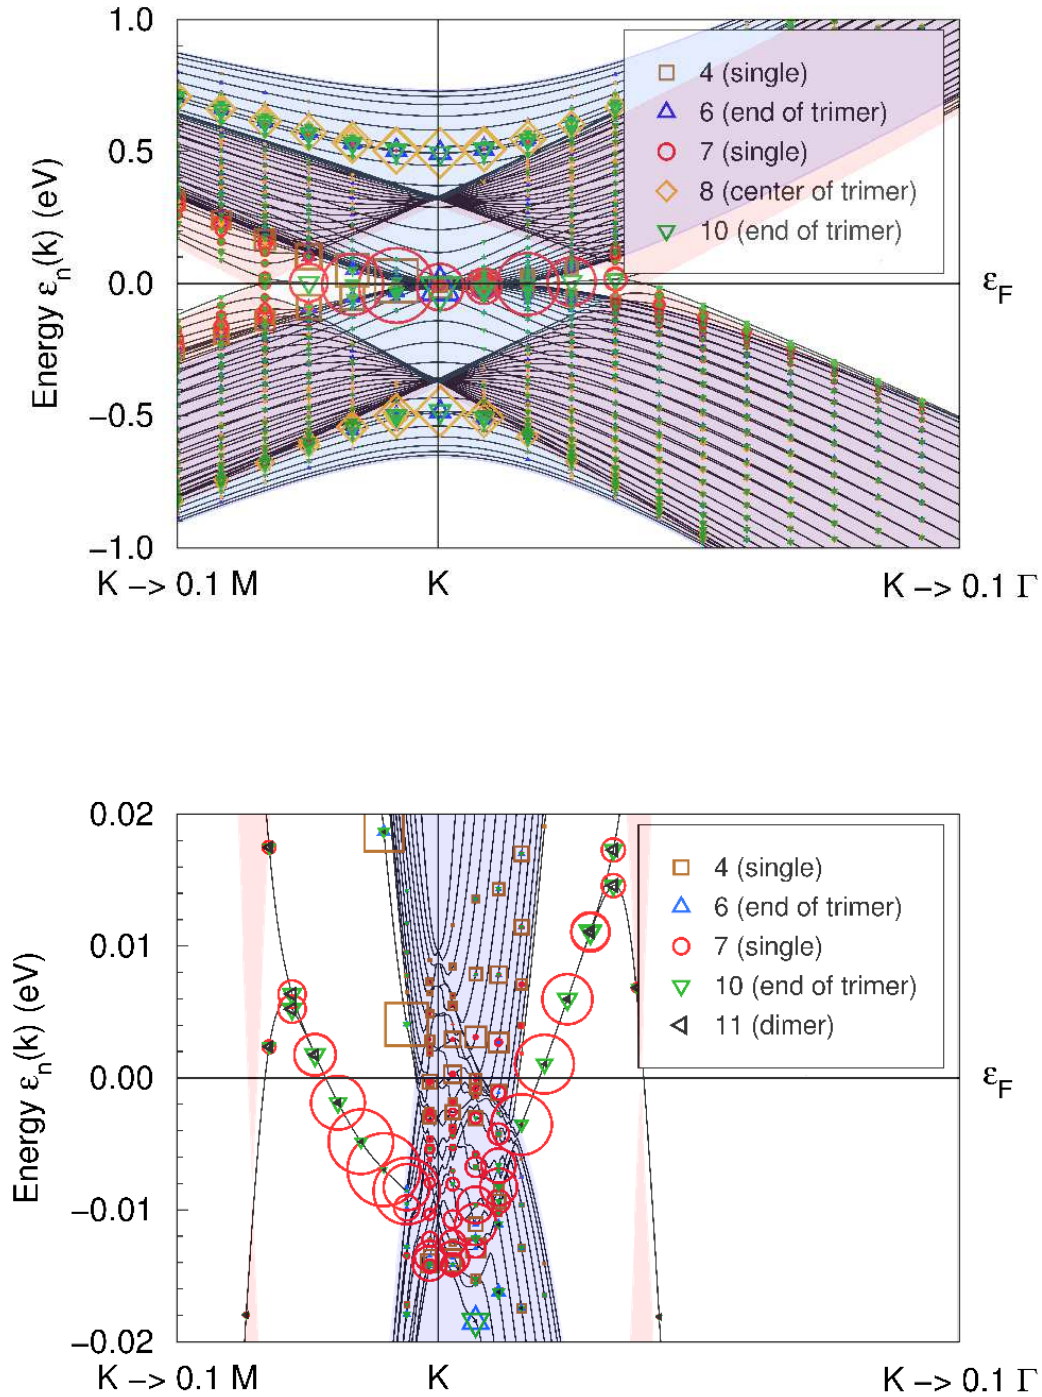 1.0
4 (single)
6 (end of trimer)
0.5
7 (single)
8 (center of trimer)
10 (end of trimer)
0.0
ε_F
Energy ε_n(k) (eV)
−0.5
−1.0
K −> 0.1 M
K
K −> 0.1 Γ
0.02
4 (single)
6 (end of trimer)
0.01
7 (single)
10 (end of trimer)
11 (dimer)
0.00
ε_F
Energy ε_n(k) (eV)
−0.01
−0.02
K −> 0.1 M
K
K −> 0.1 Γ